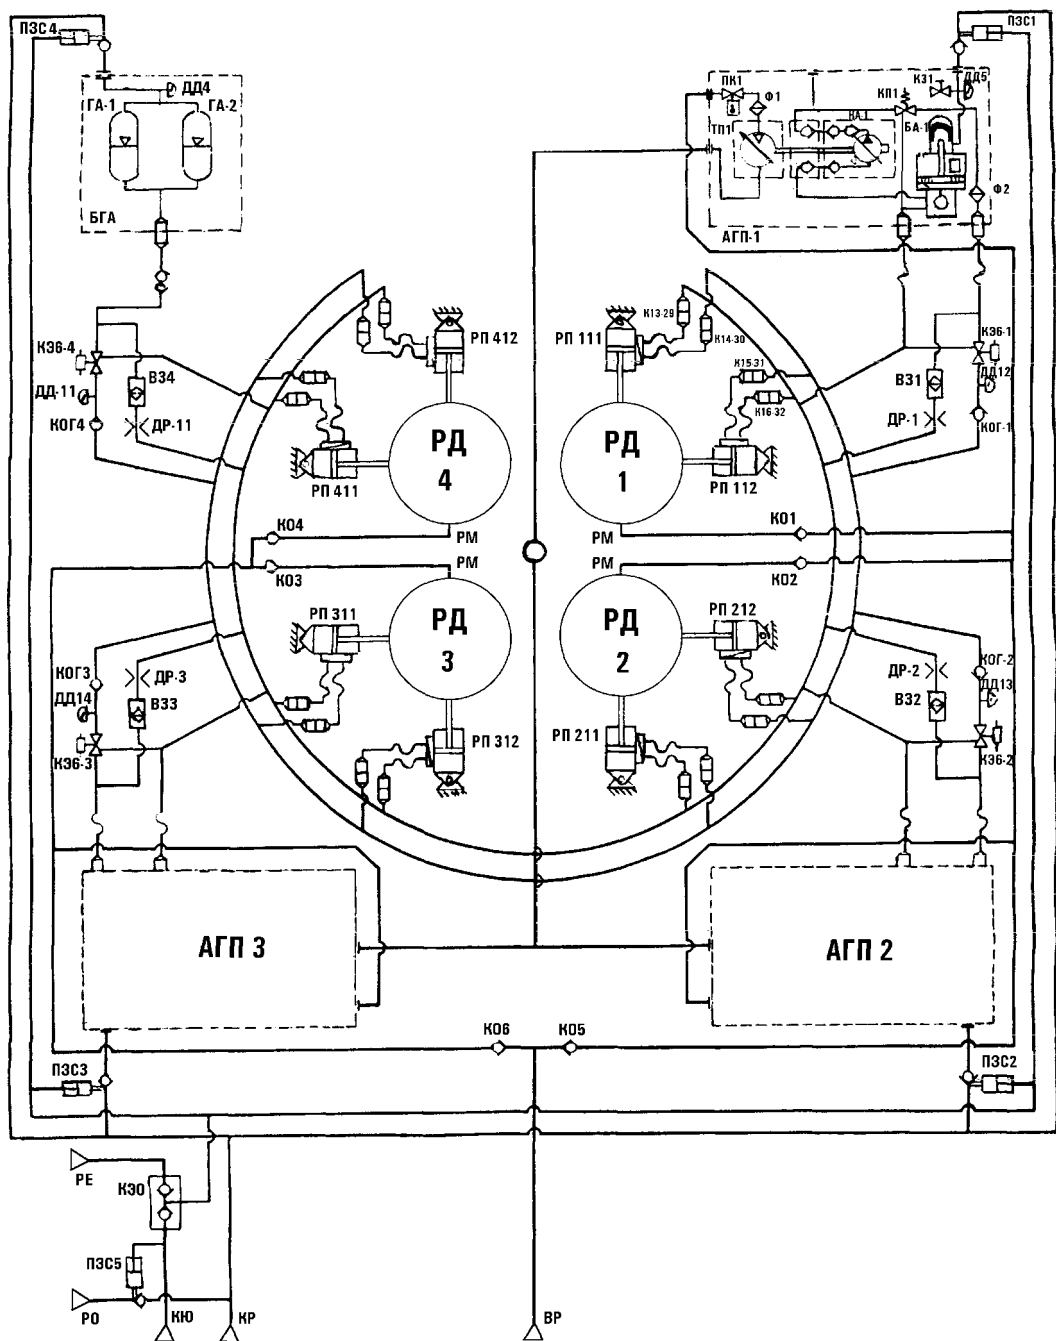 ПЗС4
ПЗС1
ДД4
ГА-1
ГА-2
БГА
ПК1
Ф1
ТП1
КЗ1
ДД5
КП1
НА-1
БА-1
Ф2
АГП-1
РП 412
РП 111
К13-29
К14-30
К15-31
К16-32
КЭ6-4
ДД-11
КОГ4
ВЗ4
ДР-11
КЭ6-1
ДД12
КОГ-1
ВЗ1
ДР-1
РП 411
РП 112
РД
4
РД
1
КО4
РМ
РМ
КО1
КО3
РМ
РМ
КО2
РП 311
РП 212
РД
3
РД
2
КОГ3
ДД14
КЭ6-3
ДР-3
ВЗ3
КОГ-2
ДД13
КЭ6-2
ДР-2
ВЗ2
РП 312
РП 211
АГП 3
АГП 2
КО6
КО5
ПЗС3
ПЗС2
РЕ
КЭО
ПЗС5
РО
КЮ
КР
ВР